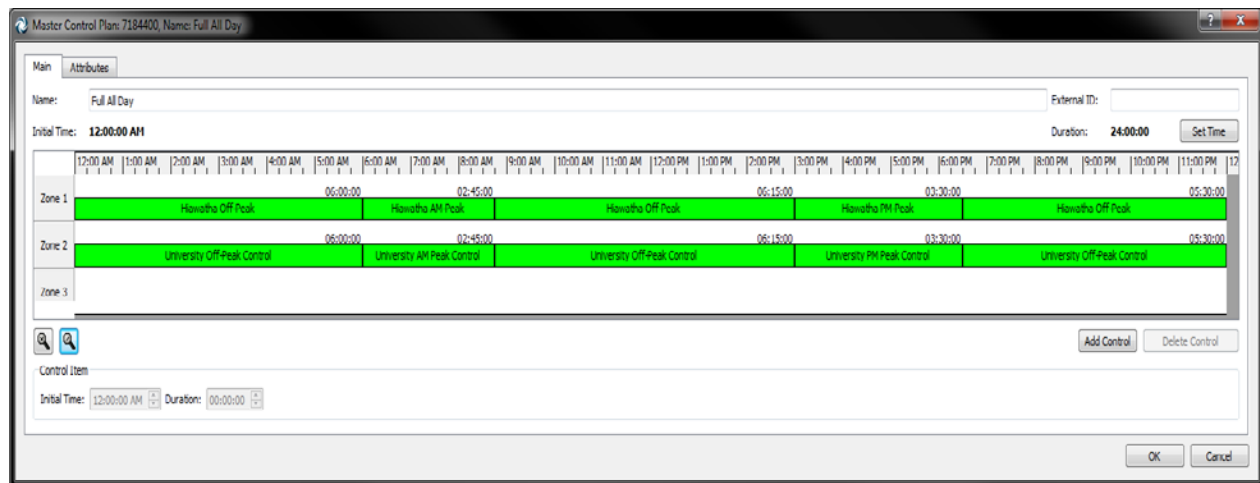 Master Control Plan: 7184400, Name: Full All Day
? X
Main Attributes
Name: Full All Day External ID:
Initial Time: 12:00:00 AM Duration: 24:00:00 Set Time
12:00 AM 1:00 AM 2:00 AM 3:00 AM 4:00 AM 5:00 AM 6:00 AM 7:00 AM 8:00 AM 9:00 AM 10:00 AM 11:00 AM 12:00 PM 1:00 PM 2:00 PM 3:00 PM 4:00 PM 5:00 PM 6:00 PM 7:00 PM 8:00 PM 9:00 PM 10:00 PM 11:00 PM 12
06:00:00 02:45:00 06:15:00 03:30:00 05:30:00
Zone 1 Hiawatha Off Peak Hiawatha AM Peak Hiawatha Off Peak Hiawatha PM Peak Hiawatha Off Peak
06:00:00 02:45:00 06:15:00 03:30:00 05:30:00
Zone 2 University Off-Peak Control University AM Peak Control University Off-Peak Control University PM Peak Control University Off-Peak Control
Zone 3
Add Control Delete Control
Control Item
Initial Time: 12:00:00 AM Duration: 00:00:00
OK Cancel